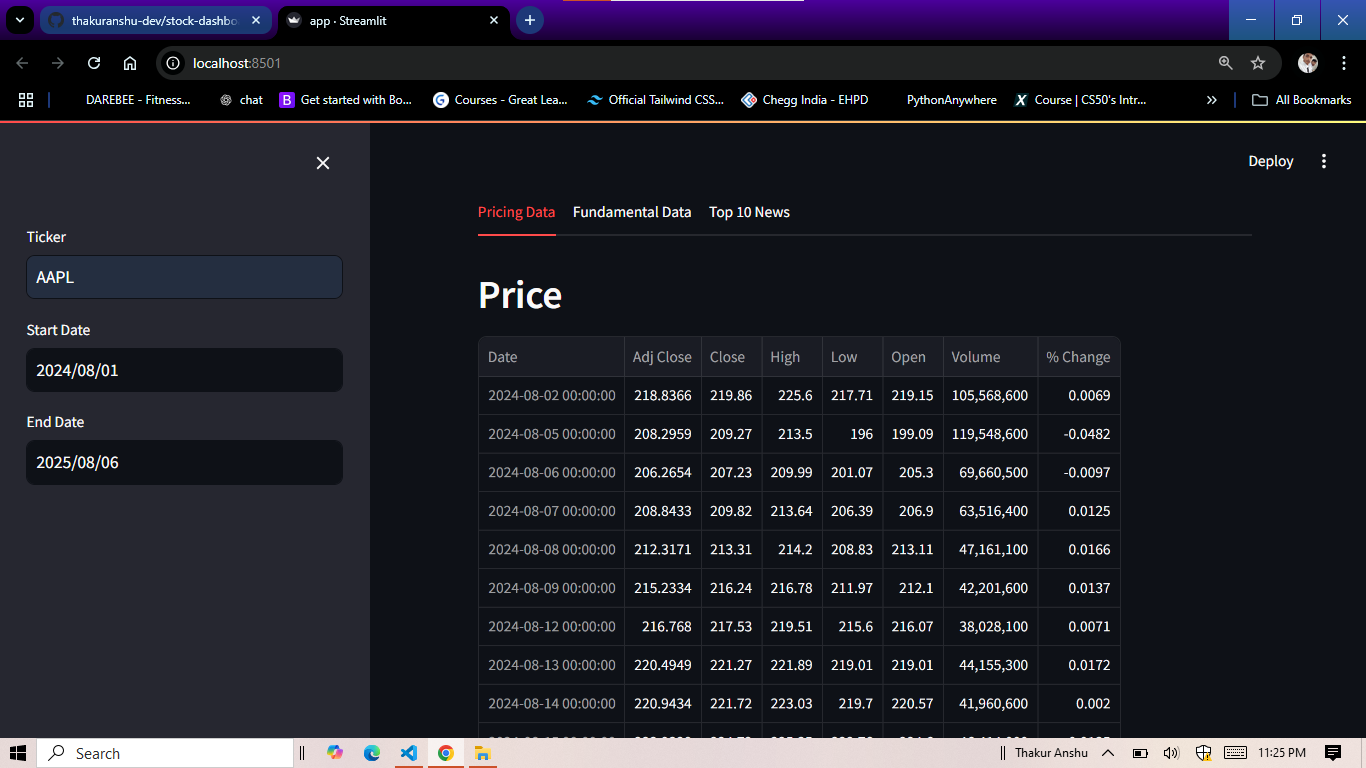 thakuranshu-dev/stock-dashbo
app · Streamlit
localhost:8501
DAREBEE - Fitness... chat Get started with Bo... Courses - Great Lea... Official Tailwind CSS... Chegg India - EHPD PythonAnywhere Course | CS50's Intr... » All Bookmarks
Deploy
Ticker
AAPL
Start Date
2024/08/01
End Date
2025/08/06
Pricing Data Fundamental Data Top 10 News
Price
Date Adj Close Close High Low Open Volume % Change
2024-08-02 00:00:00 218.8366 219.86 225.6 217.71 219.15 105,568,600 0.0069
2024-08-05 00:00:00 208.2959 209.27 213.5 196 199.09 119,548,600 -0.0482
2024-08-06 00:00:00 206.2654 207.23 209.99 201.07 205.3 69,660,500 -0.0097
2024-08-07 00:00:00 208.8433 209.82 213.64 206.39 206.9 63,516,400 0.0125
2024-08-08 00:00:00 212.3171 213.31 214.2 208.83 213.11 47,161,100 0.0166
2024-08-09 00:00:00 215.2334 216.24 216.78 211.97 212.1 42,201,600 0.0137
2024-08-12 00:00:00 216.768 217.53 219.51 215.6 216.07 38,028,100 0.0071
2024-08-13 00:00:00 220.4949 221.27 221.89 219.01 219.01 44,155,300 0.0172
2024-08-14 00:00:00 220.9434 221.72 223.03 219.7 220.57 41,960,600 0.002
Search
Thakur Anshu
11:25 PM